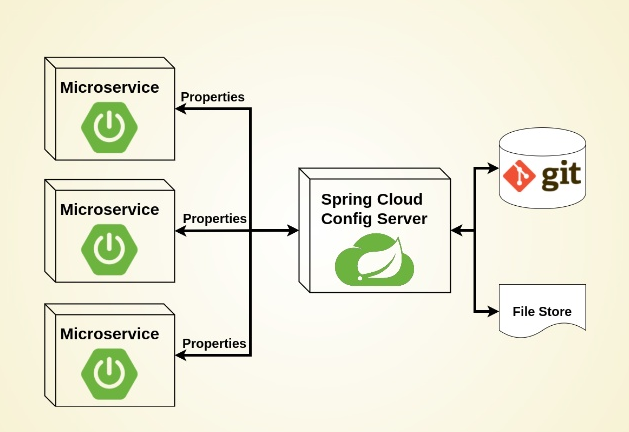 Microservice
Properties
Microservice
Properties
Microservice
Properties
Spring Cloud
Config Server
git
File Store